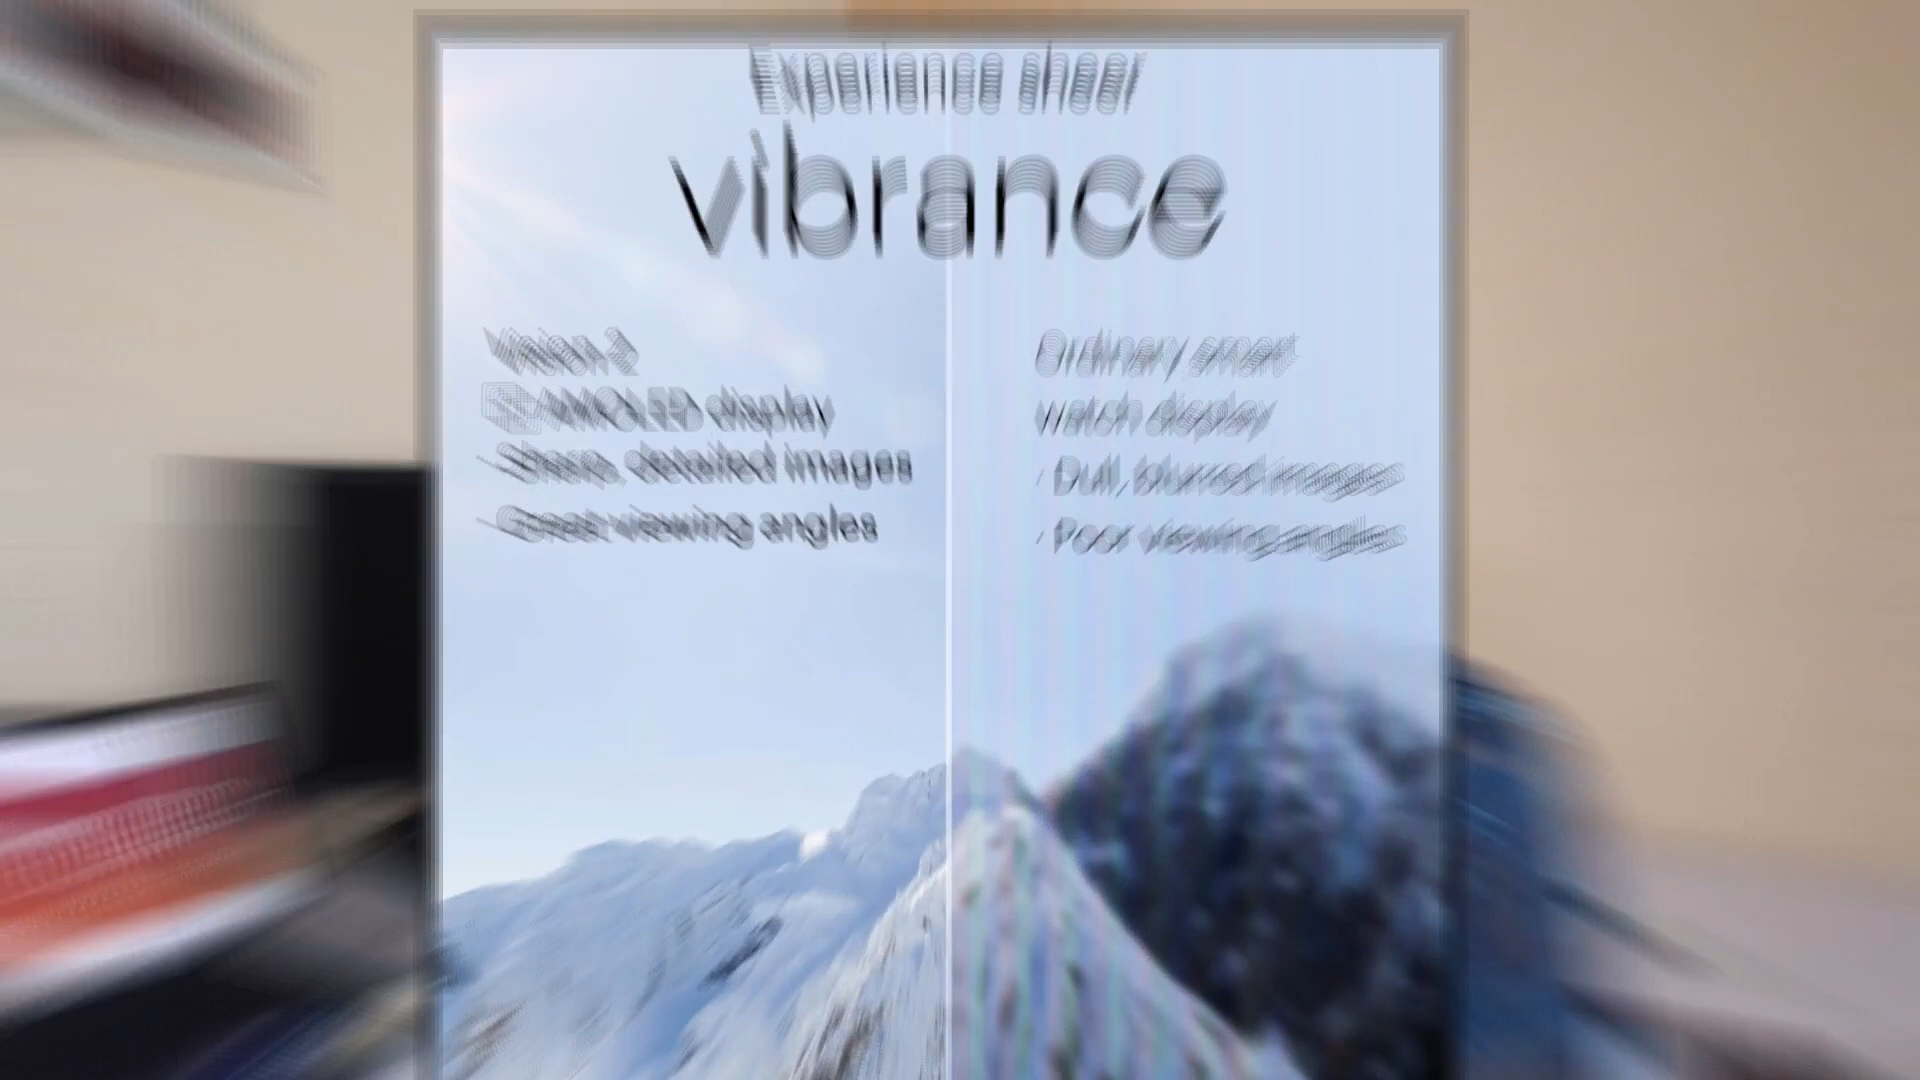 Experience sheer
vibrance
Vision 2
AMOLED display
Sharp, detailed images
Great viewing angles
Ordinary smart
watch display
Dull, blurred images
Poor viewing angles